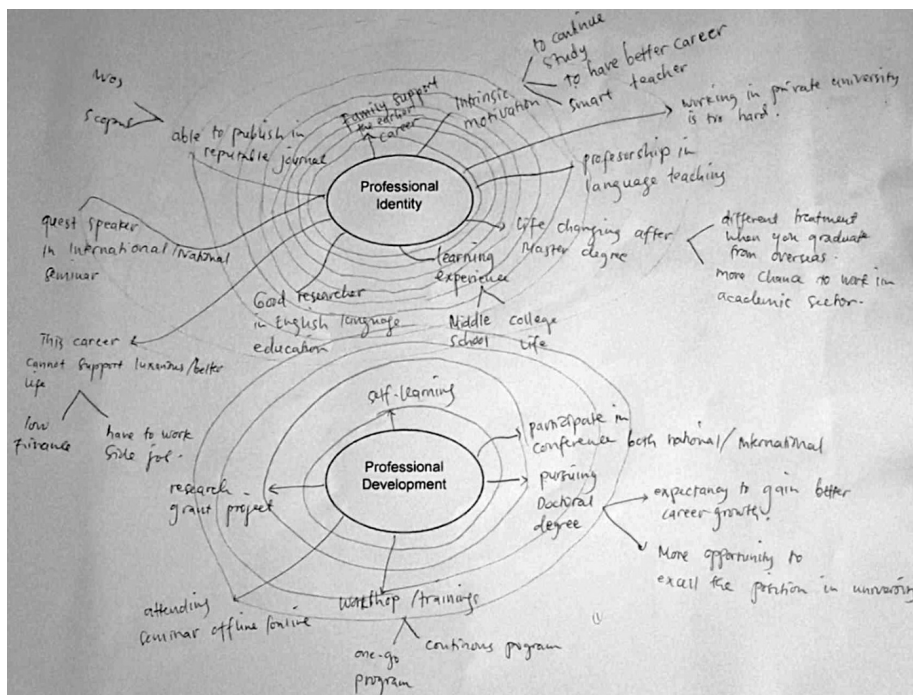 to continue
study
to have better career
smart teacher
Intrinsic
motivation
Family support
the earlier
career
WOS
Scopus
able to publish in
reputable journal
working in private university
is too hard.
Professional
Identity
profesorship in
language teaching
guest speaker
in International/National
seminar
life changing after
Master degree
different treatment
when you graduate
from overseas.
more chance to work in
academic sector.
learning
experience
Middle
school
college
life
Good researcher
in English language
education
This career
cannot support luxurious/better
life
low
Finance
have to work
side job.
self-learning
participate in
conference both national/International
Professional
Development
pursuing
Doctoral
degree
expectancy to gain better
career growth.
More opportunity to
excall the position in university
research
grant project
attending
seminar offline/online
workshop/trainings
one-go
program
continous program